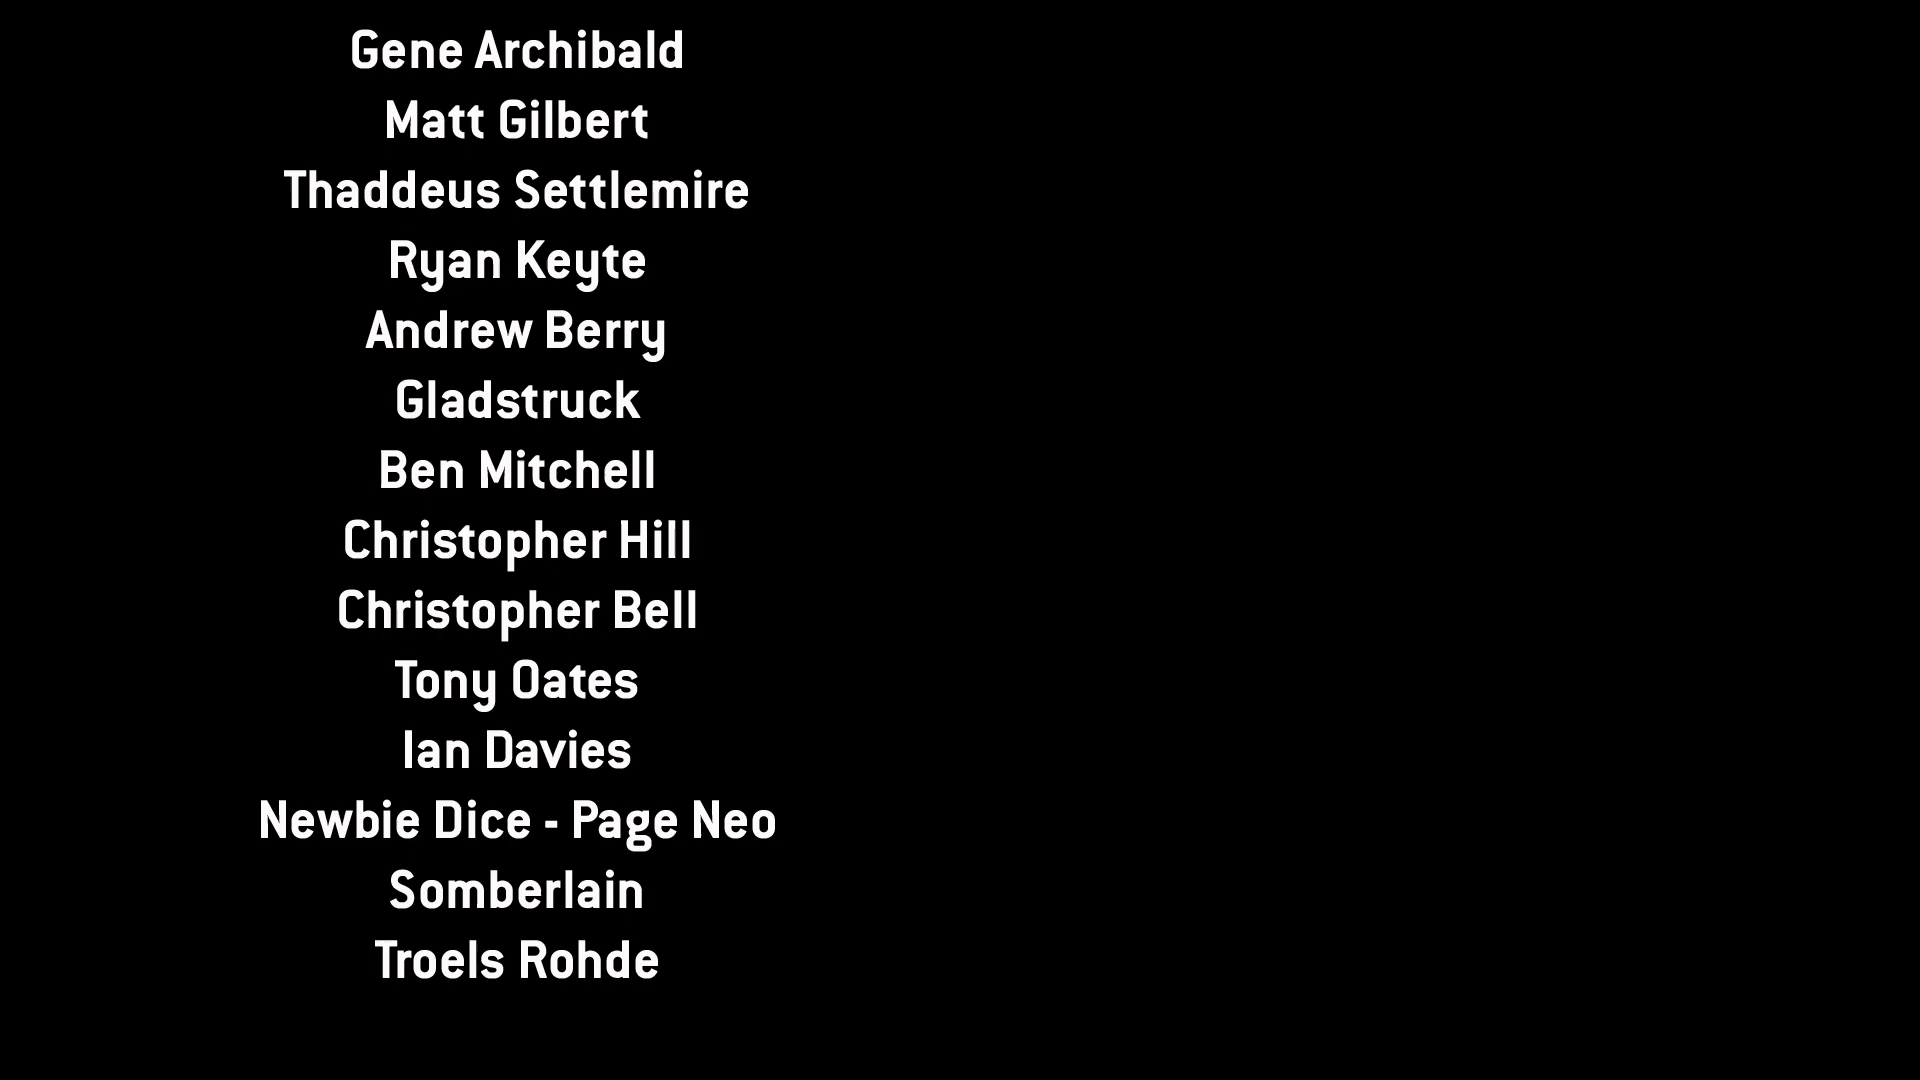 Gene Archibald
Matt Gilbert
Thaddeus Settlemire
Ryan Keyte
Andrew Berry
Gladstruck
Ben Mitchell
Christopher Hill
Christopher Bell
Tony Oates
Ian Davies
Newbie Dice - Page Neo
Somberlain
Troels Rohde